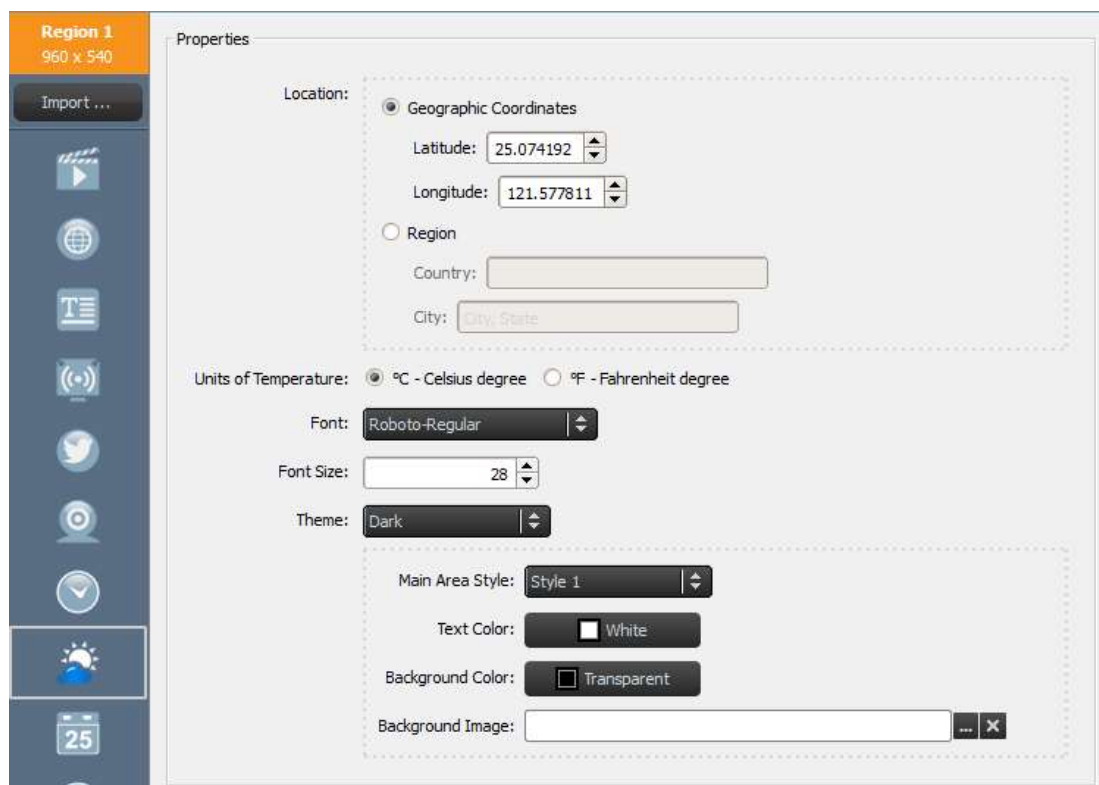 Region 1
960 x 540
Import ...
T
25
Properties
Location:
Geographic Coordinates
Latitude: 25.074192
Longitude: 121.577811
Region
Country:
City: City, State
Units of Temperature: ºC - Celsius degree ºF - Fahrenheit degree
Font: Roboto-Regular
Font Size: 28
Theme: Dark
Main Area Style: Style 1
Text Color: White
Background Color: Transparent
Background Image: ...